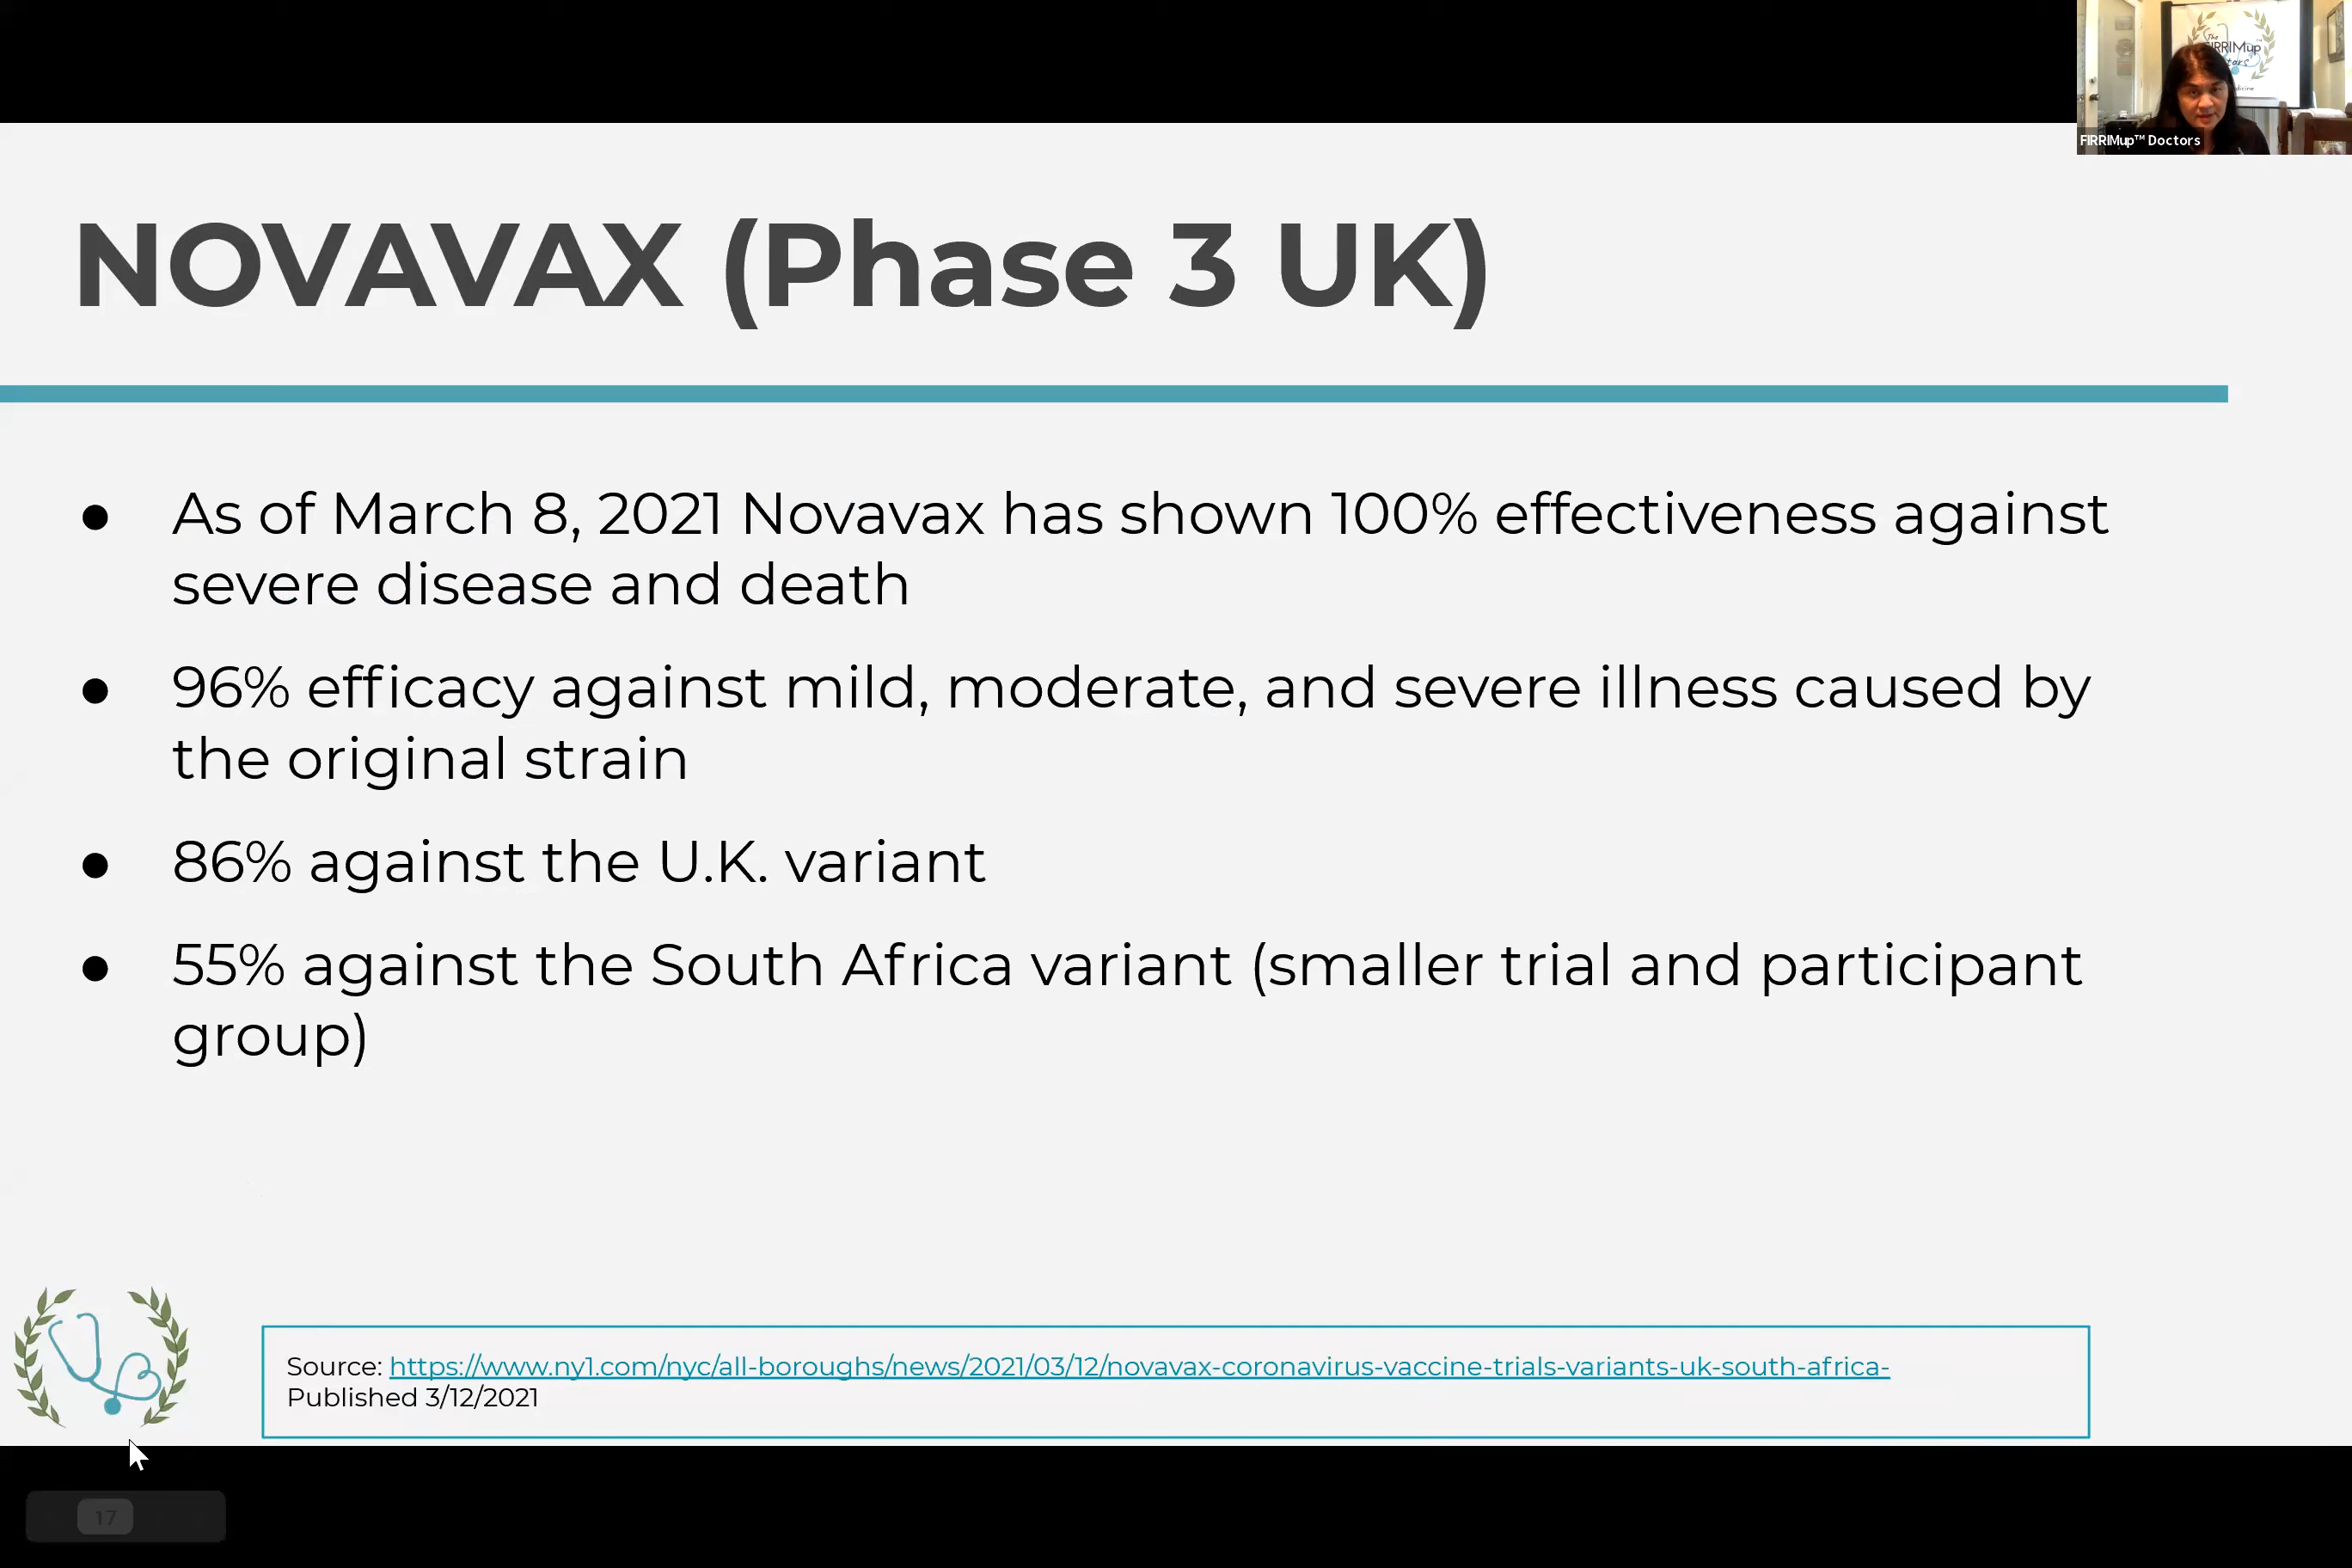 The
FIRRIMup™
FIRRIMup™ Doctors
NOVAVAX (Phase 3 UK)
● As of March 8, 2021 Novavax has shown 100% effectiveness against
severe disease and death
● 96% efficacy against mild, moderate, and severe illness caused by
the original strain
● 86% against the U.K. variant
● 55% against the South Africa variant (smaller trial and participant
group)
Source: https://www.ny1.com/nyc/all-boroughs/news/2021/03/12/novavax-coronavirus-vaccine-trials-variants-uk-south-africa-
Published 3/12/2021
17